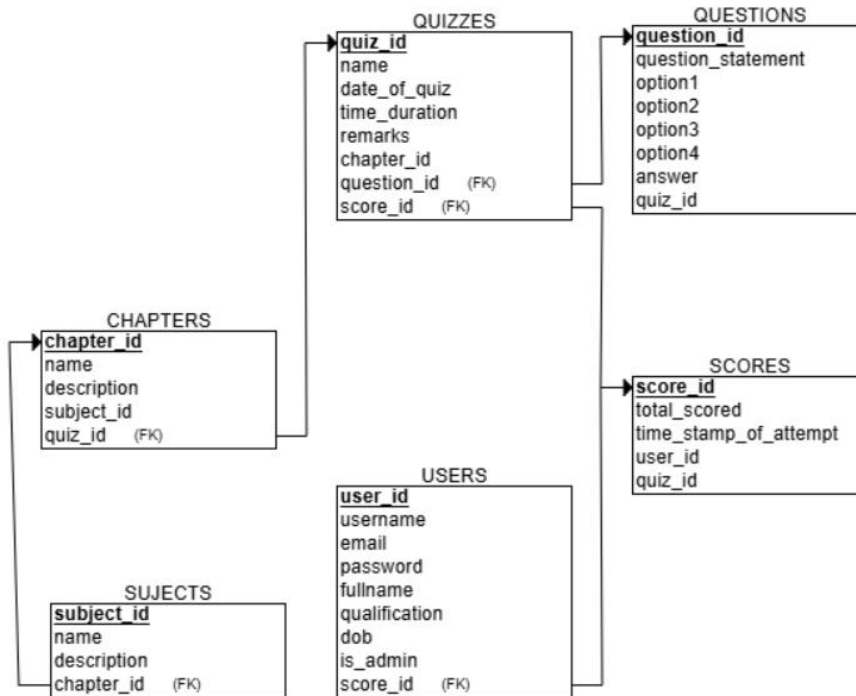 QUIZZES
quiz_id
name
date_of_quiz
time_duration
remarks
chapter_id
question_id (FK)
score_id (FK)
QUESTIONS
question_id
question_statement
option1
option2
option3
option4
answer
quiz_id
CHAPTERS
chapter_id
name
description
subject_id
quiz_id (FK)
SCORES
score_id
total_scored
time_stamp_of_attempt
user_id
quiz_id
USERS
user_id
username
email
password
fullname
qualification
dob
is_admin
score_id (FK)
SUJECTS
subject_id
name
description
chapter_id (FK)